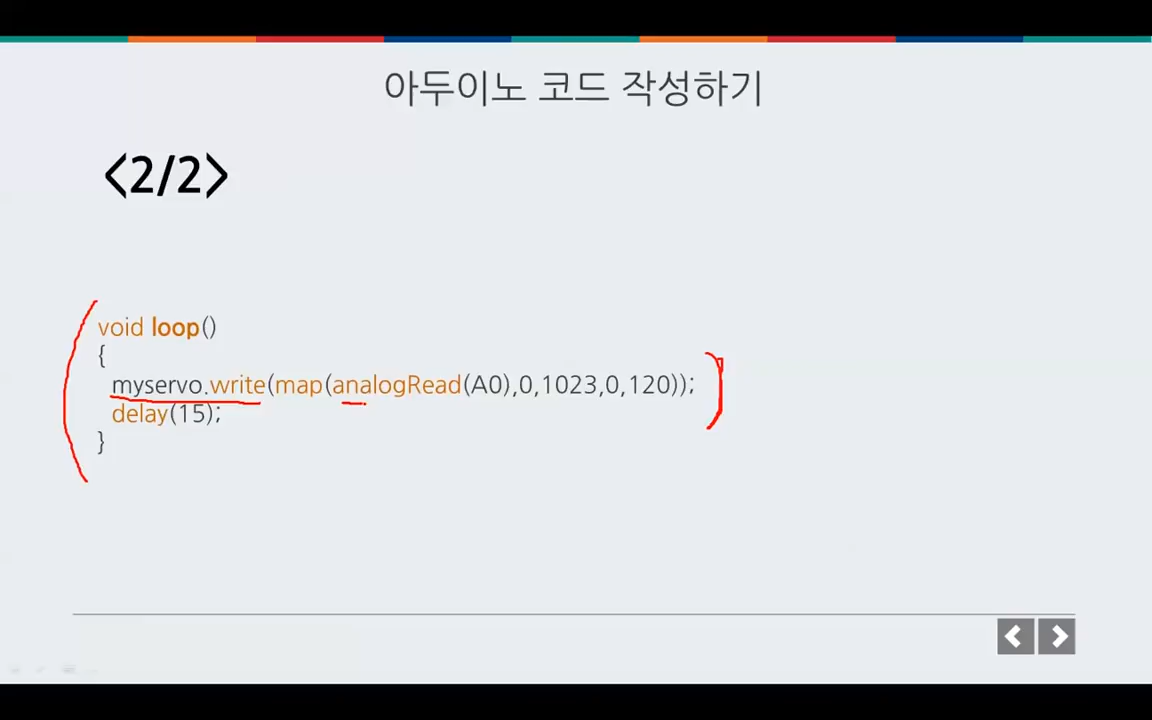 아두이노 코드 작성하기
<2/2>
void loop()
{
myservo.write(map(analogRead(A0),0,1023,0,120));
delay(15);
}